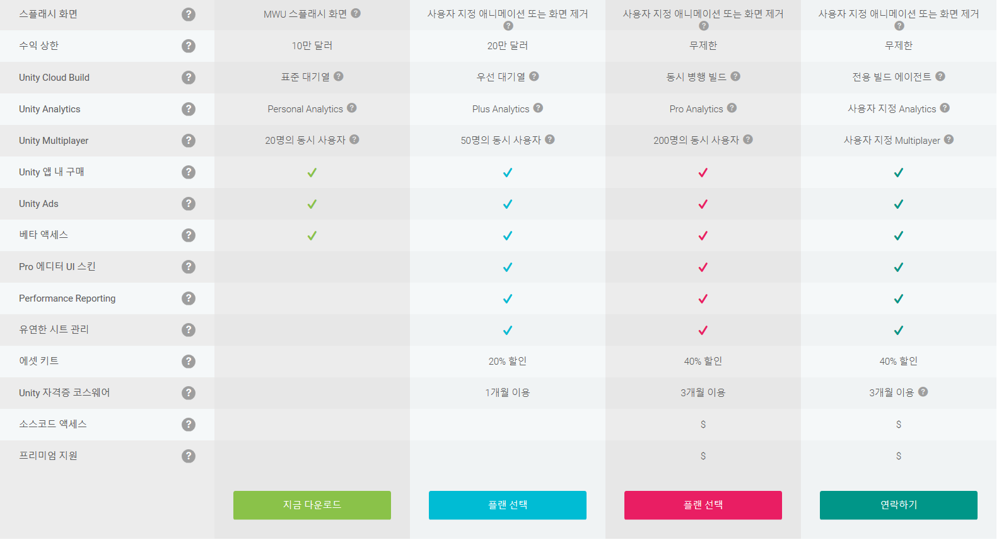 스플래시 화면 ? MWU 스플래시 화면 ? 사용자 지정 애니메이션 또는 화면 제거 ? 사용자 지정 애니메이션 또는 화면 제거 ? 사용자 지정 애니메이션 또는 화면 제거 ?
수익 상한 ? 10만 달러 20만 달러 무제한 무제한
Unity Cloud Build ? 표준 대기열 ? 우선 대기열 ? 동시 병행 빌드 ? 전용 빌드 에이전트 ?
Unity Analytics ? Personal Analytics ? Plus Analytics ? Pro Analytics ? 사용자 지정 Analytics ?
Unity Multiplayer ? 20명의 동시 사용자 ? 50명의 동시 사용자 ? 200명의 동시 사용자 ? 사용자 지정 Multiplayer ?
Unity 앱 내 구매 ?
Unity Ads ?
베타 액세스 ?
Pro 에디터 UI 스킨 ?
Performance Reporting ?
유연한 시트 관리 ?
에셋 키트 ? 20% 할인 40% 할인 40% 할인
Unity 자격증 코스웨어 ? 1개월 이용 3개월 이용 3개월 이용 ?
소스코드 액세스 ? $ $
프리미엄 지원 ? $ $
지금 다운로드 플랜 선택 플랜 선택 연락하기